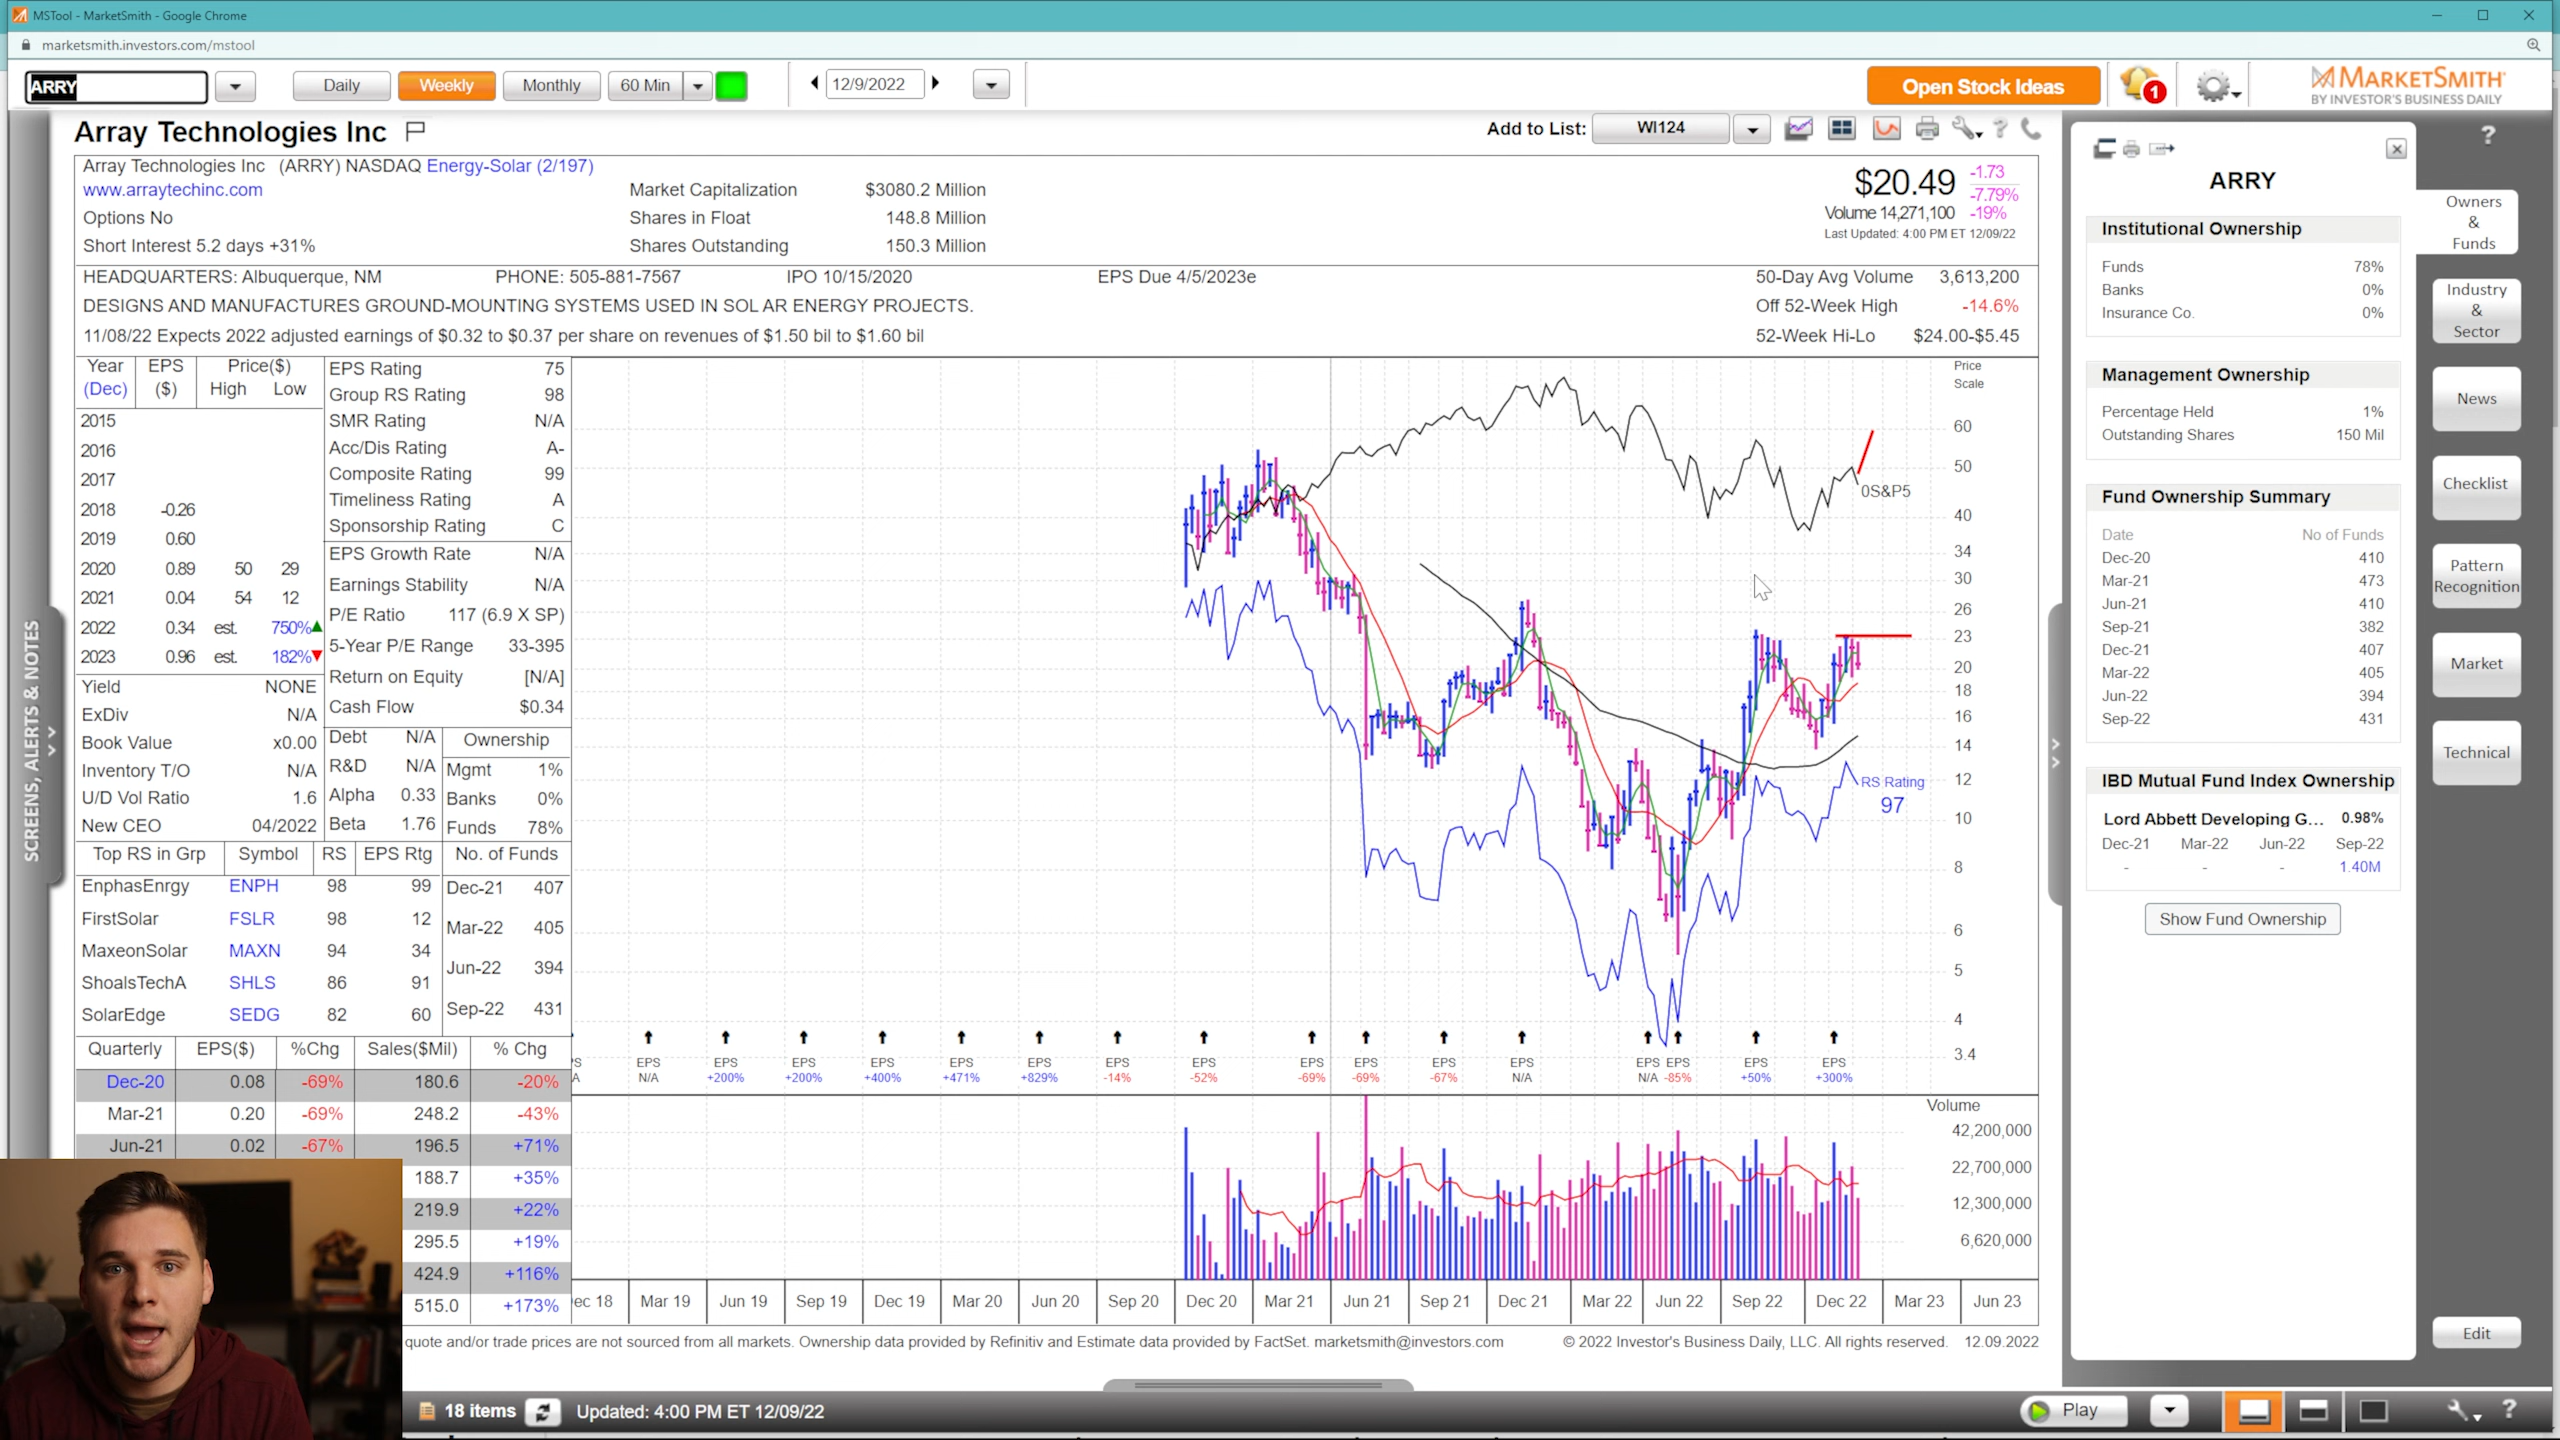 MSTool - MarketSmith - Google Chrome
marketsmith.investors.com/mstool
ARRY
Daily
Weekly
Monthly
60 Min
12/9/2022
Open Stock Ideas
1
MARKETSMITH
BY INVESTOR'S BUSINESS DAILY
Array Technologies Inc
Add to List:
WI124
?
Array Technologies Inc (ARRY) NASDAQ Energy-Solar (2/197)
www.arraytechinc.com
Options No
Short Interest 5.2 days +31%
Market Capitalization $3080.2 Million
Shares in Float 148.8 Million
Shares Outstanding 150.3 Million
$20.49 -1.73
-7.79%
Volume 14,271,100 -19%
Last Updated: 4:00 PM ET 12/09/22
HEADQUARTERS: Albuquerque, NM PHONE: 505-881-7567 IPO 10/15/2020 EPS Due 4/5/2023e
DESIGNS AND MANUFACTURES GROUND-MOUNTING SYSTEMS USED IN SOLAR ENERGY PROJECTS.
11/08/22 Expects 2022 adjusted earnings of $0.32 to $0.37 per share on revenues of $1.50 bil to $1.60 bil
50-Day Avg Volume 3,613,200
Off 52-Week High -14.6%
52-Week Hi-Lo $24.00-$5.45
Year EPS Price($)
(Dec) ($) High Low
2015
2016
2017
2018 -0.26
2019 0.60
2020 0.89 50 29
2021 0.04 54 12
2022 0.34 est. 750%
2023 0.96 est. 182%
Yield NONE
ExDiv N/A
Book Value x0.00
Inventory T/O N/A
U/D Vol Ratio 1.6
New CEO 04/2022
EPS Rating 75
Group RS Rating 98
SMR Rating N/A
Acc/Dis Rating A-
Composite Rating 99
Timeliness Rating A
Sponsorship Rating C
EPS Growth Rate N/A
Earnings Stability N/A
P/E Ratio 117 (6.9 X SP)
5-Year P/E Range 33-395
Return on Equity [N/A]
Cash Flow $0.34
Debt N/A
R&D N/A
Alpha 0.33
Beta 1.76
Ownership
Mgmt 1%
Banks 0%
Funds 78%
Top RS in Grp Symbol RS EPS Rtg No. of Funds
EnphasEnrgy ENPH 98 99
FirstSolar FSLR 98 12
MaxeonSolar MAXN 94 34
ShoalsTechA SHLS 86 91
SolarEdge SEDG 82 60
Dec-21 407
Mar-22 405
Jun-22 394
Sep-22 431
Quarterly EPS($) %Chg Sales($Mil) % Chg
Dec-20 0.08 -69% 180.6 -20%
Mar-21 0.20 -69% 248.2 -43%
Jun-21 0.02 -67% 196.5 +71%
188.7 +35%
219.9 +22%
295.5 +19%
424.9 +116%
515.0 +173%
Price
Scale
60
50
40
34
30
26
23
20
18
16
14
12
10
8
6
5
4
3.4
0S&P5
RS Rating
97
S EPS EPS EPS EPS EPS EPS EPS EPS EPS EPS EPS EPS EPS EPS EPS EPS
A N/A +200% +200% +400% +471% +829% -14% -52% -69% -69% -67% N/A N/A -85% +50% +300%
Volume
42,200,000
22,700,000
12,300,000
6,620,000
ec 18 Mar 19 Jun 19 Sep 19 Dec 19 Mar 20 Jun 20 Sep 20 Dec 20 Mar 21 Jun 21 Sep 21 Dec 21 Mar 22 Jun 22 Sep 22 Dec 22 Mar 23 Jun 23
quote and/or trade prices are not sourced from all markets. Ownership data provided by Refinitiv and Estimate data provided by FactSet. marketsmith@investors.com © 2022 Investor's Business Daily, LLC. All rights reserved. 12.09.2022
SCREENS, ALERTS & NOTES
ARRY
Institutional Ownership
Funds 78%
Banks 0%
Insurance Co. 0%
Management Ownership
Percentage Held 1%
Outstanding Shares 150 Mil
Fund Ownership Summary
Date No of Funds
Dec-20 410
Mar-21 473
Jun-21 410
Sep-21 382
Dec-21 407
Mar-22 405
Jun-22 394
Sep-22 431
IBD Mutual Fund Index Ownership
Lord Abbett Developing G... 0.98%
Dec-21 Mar-22 Jun-22 Sep-22
- - - 1.40M
Show Fund Ownership
?
Owners
&
Funds
Industry
&
Sector
News
Checklist
Pattern
Recognition
Market
Technical
Edit
18 items
Updated: 4:00 PM ET 12/09/22
Play
?